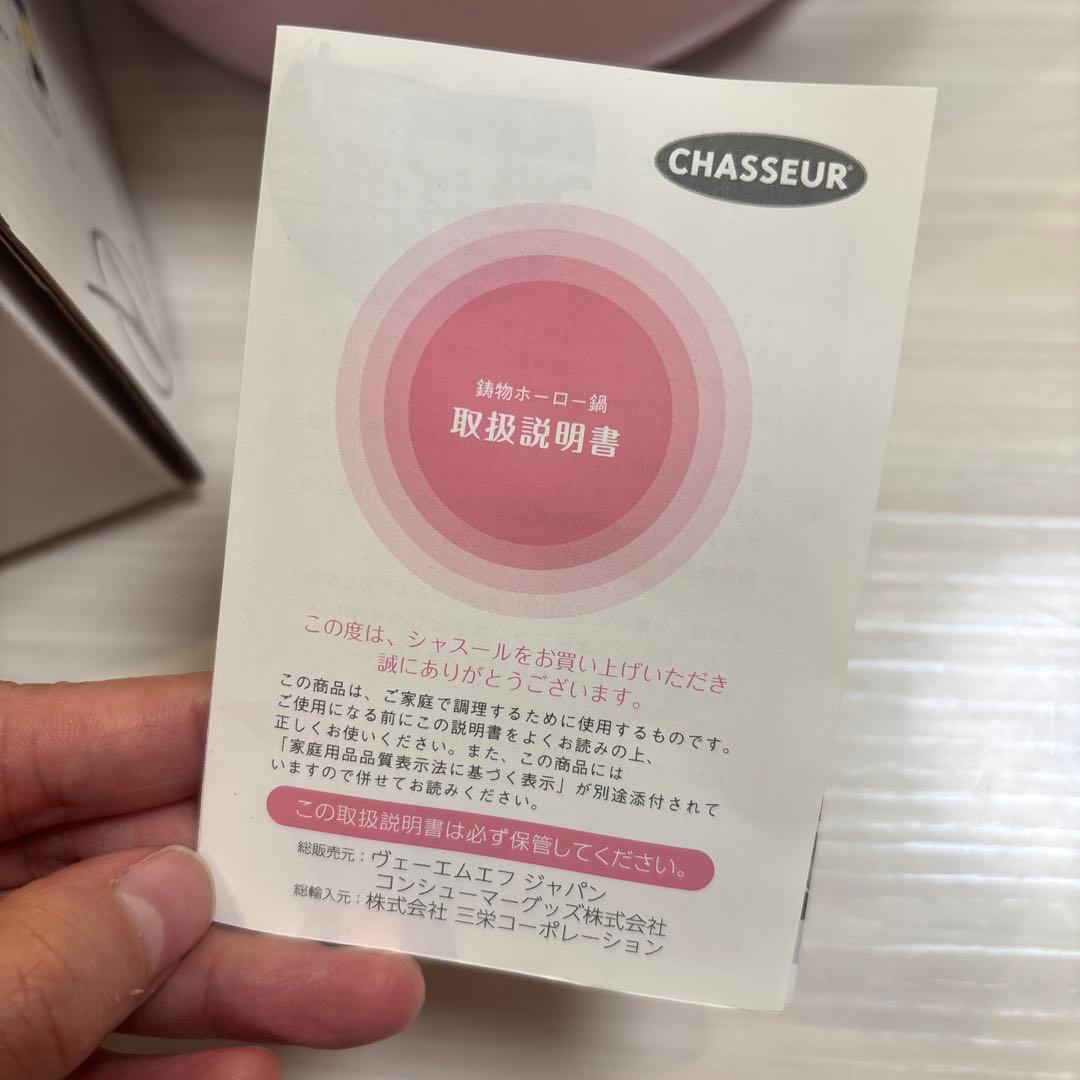 CHASSEUR®
鋳物ホーロー鍋
取扱説明書
この度は、シャスールをお買い上げいただき
誠にありがとうございます。
この商品は、ご家庭で調理するために使用するものです。
ご使用になる前にこの説明書をよくお読みの上、
正しくお使いください。また、この商品には
「家庭用品品質表示法に基づく表示」が別途添付されて
いますので併せてお読みください。
この取扱説明書は必ず保管してください。
総販売元：ヴェーエムエフ ジャパン
コンシューマーグッズ株式会社
総輸入元：株式会社 三栄コーポレーション